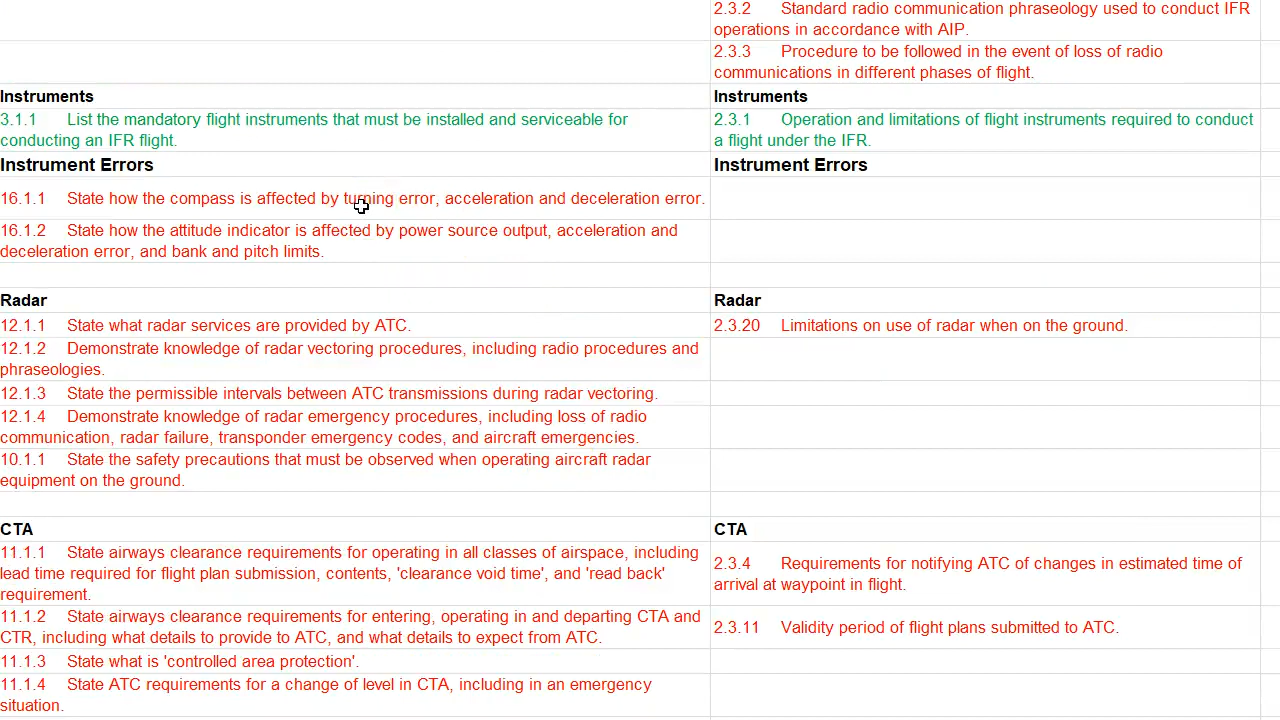 2.3.2 Standard radio communication phraseology used to conduct IFR
operations in accordance with AIP.
2.3.3 Procedure to be followed in the event of loss of radio
communications in different phases of flight.
Instruments
Instruments
3.1.1 List the mandatory flight instruments that must be installed and serviceable for
conducting an IFR flight.
2.3.1 Operation and limitations of flight instruments required to conduct
a flight under the IFR.
Instrument Errors
Instrument Errors
16.1.1 State how the compass is affected by turning error, acceleration and deceleration error.
16.1.2 State how the attitude indicator is affected by power source output, acceleration and
deceleration error, and bank and pitch limits.
Radar
Radar
12.1.1 State what radar services are provided by ATC.
2.3.20 Limitations on use of radar when on the ground.
12.1.2 Demonstrate knowledge of radar vectoring procedures, including radio procedures and
phraseologies.
12.1.3 State the permissible intervals between ATC transmissions during radar vectoring.
12.1.4 Demonstrate knowledge of radar emergency procedures, including loss of radio
communication, radar failure, transponder emergency codes, and aircraft emergencies.
10.1.1 State the safety precautions that must be observed when operating aircraft radar
equipment on the ground.
CTA
CTA
11.1.1 State airways clearance requirements for operating in all classes of airspace, including
lead time required for flight plan submission, contents, 'clearance void time', and 'read back'
requirement.
2.3.4 Requirements for notifying ATC of changes in estimated time of
arrival at waypoint in flight.
11.1.2 State airways clearance requirements for entering, operating in and departing CTA and
CTR, including what details to provide to ATC, and what details to expect from ATC.
2.3.11 Validity period of flight plans submitted to ATC.
11.1.3 State what is 'controlled area protection'.
11.1.4 State ATC requirements for a change of level in CTA, including in an emergency
situation.